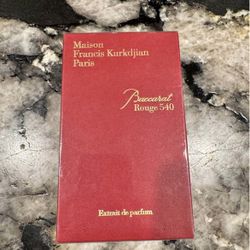 Maison
Francis Kurkdjian
Paris
Baccarat
Rouge 540
Extrait de parfum